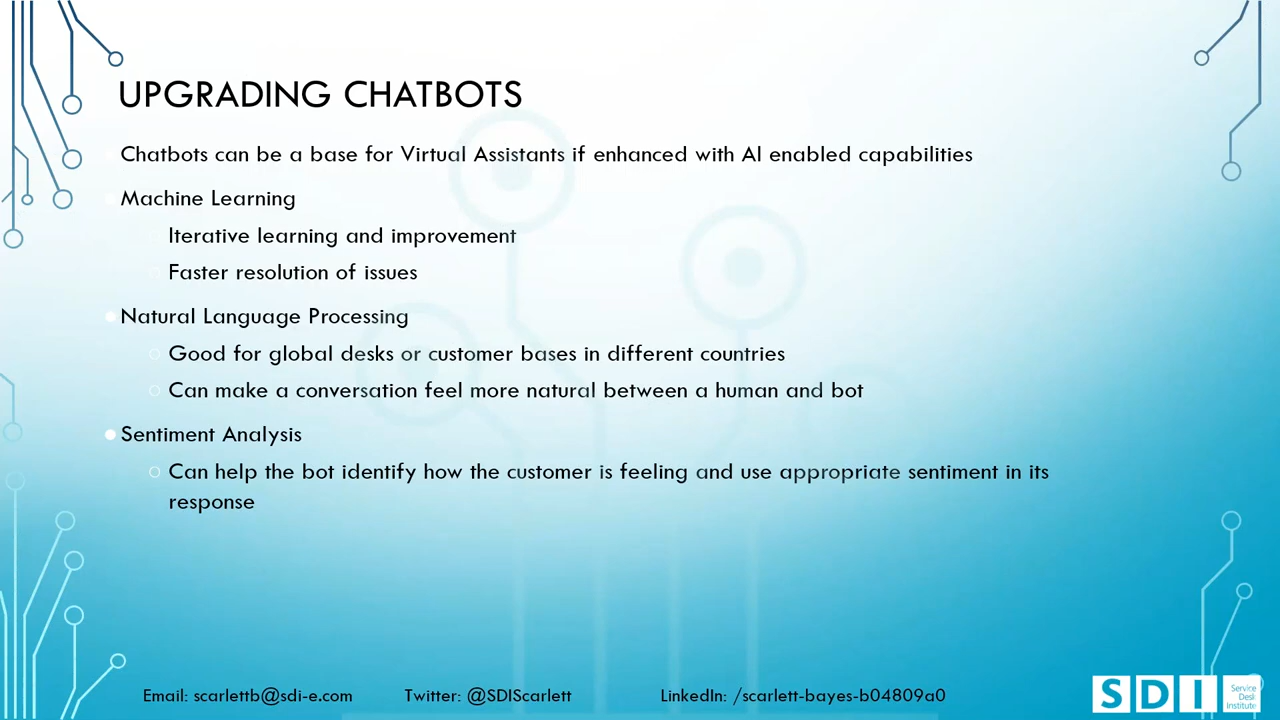 UPGRADING CHATBOTS
Chatbots can be a base for Virtual Assistants if enhanced with AI enabled capabilities
Machine Learning
Iterative learning and improvement
Faster resolution of issues
Natural Language Processing
Good for global desks or customer bases in different countries
Can make a conversation feel more natural between a human and bot
Sentiment Analysis
Can help the bot identify how the customer is feeling and use appropriate sentiment in its
response
Email: scarlettb@sdi-e.com Twitter: @SDIScarlett LinkedIn: /scarlett-bayes-b04809a0
SDI Service
Desk
Institute